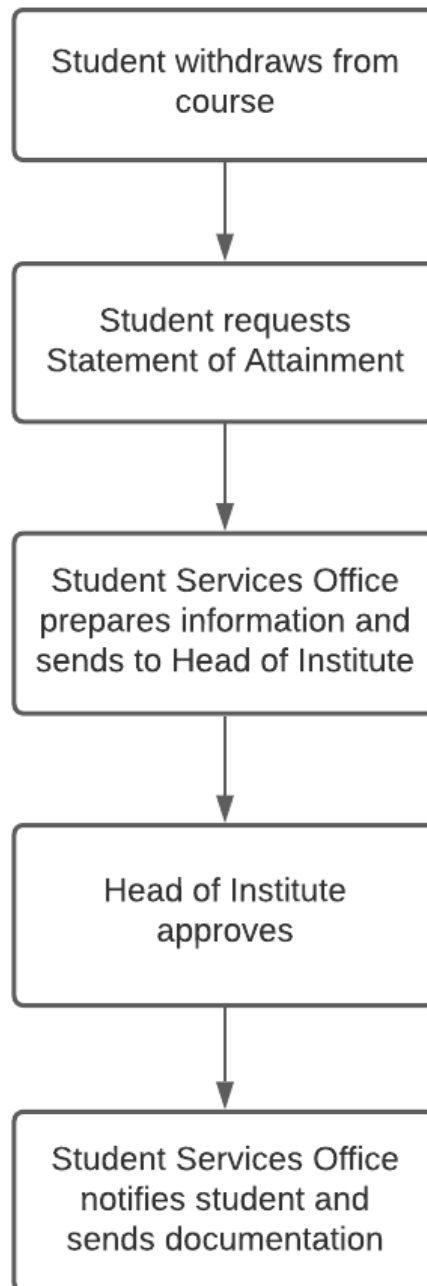 Student withdraws from
course
Student requests
Statement of Attainment
Student Services Office
prepares information and
sends to Head of Institute
Head of Institute
approves
Student Services Office
notifies student and
sends documentation